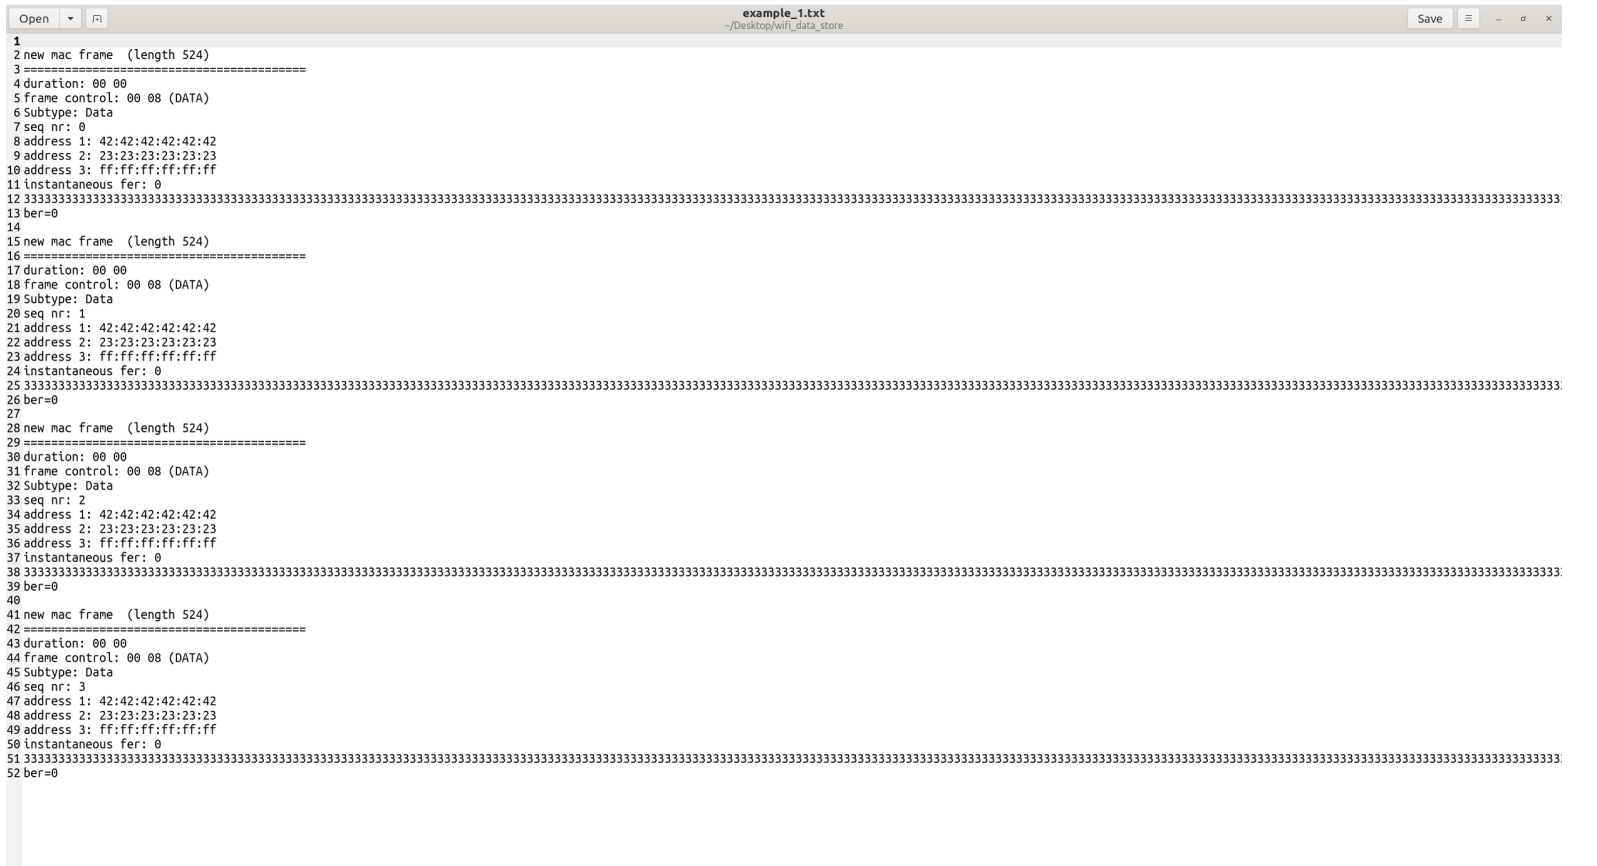 Open
example_1.txt
~/Desktop/wifi_data_store
Save
1
2 new mac frame  (length 524)
3 =========================================
4 duration: 00 00
5 frame control: 00 08 (DATA)
6 Subtype: Data
7 seq nr: 0
8 address 1: 42:42:42:42:42:42
9 address 2: 23:23:23:23:23:23
10 address 3: ff:ff:ff:ff:ff:ff
11 instantaneous fer: 0
12 3333333333333333333333333333333333333333333333333333333333333333333333333333333333333333333333333333333333333333333333333333333333333333333333333333333333333333333333333333333333333333333333333333333333333333333333333333333
13 ber=0
14
15 new mac frame  (length 524)
16 =========================================
17 duration: 00 00
18 frame control: 00 08 (DATA)
19 Subtype: Data
20 seq nr: 1
21 address 1: 42:42:42:42:42:42
22 address 2: 23:23:23:23:23:23
23 address 3: ff:ff:ff:ff:ff:ff
24 instantaneous fer: 0
25 3333333333333333333333333333333333333333333333333333333333333333333333333333333333333333333333333333333333333333333333333333333333333333333333333333333333333333333333333333333333333333333333333333333333333333333333333333333
26 ber=0
27
28 new mac frame  (length 524)
29 =========================================
30 duration: 00 00
31 frame control: 00 08 (DATA)
32 Subtype: Data
33 seq nr: 2
34 address 1: 42:42:42:42:42:42
35 address 2: 23:23:23:23:23:23
36 address 3: ff:ff:ff:ff:ff:ff
37 instantaneous fer: 0
38 3333333333333333333333333333333333333333333333333333333333333333333333333333333333333333333333333333333333333333333333333333333333333333333333333333333333333333333333333333333333333333333333333333333333333333333333333333333
39 ber=0
40
41 new mac frame  (length 524)
42 =========================================
43 duration: 00 00
44 frame control: 00 08 (DATA)
45 Subtype: Data
46 seq nr: 3
47 address 1: 42:42:42:42:42:42
48 address 2: 23:23:23:23:23:23
49 address 3: ff:ff:ff:ff:ff:ff
50 instantaneous fer: 0
51 3333333333333333333333333333333333333333333333333333333333333333333333333333333333333333333333333333333333333333333333333333333333333333333333333333333333333333333333333333333333333333333333333333333333333333333333333333333
52 ber=0